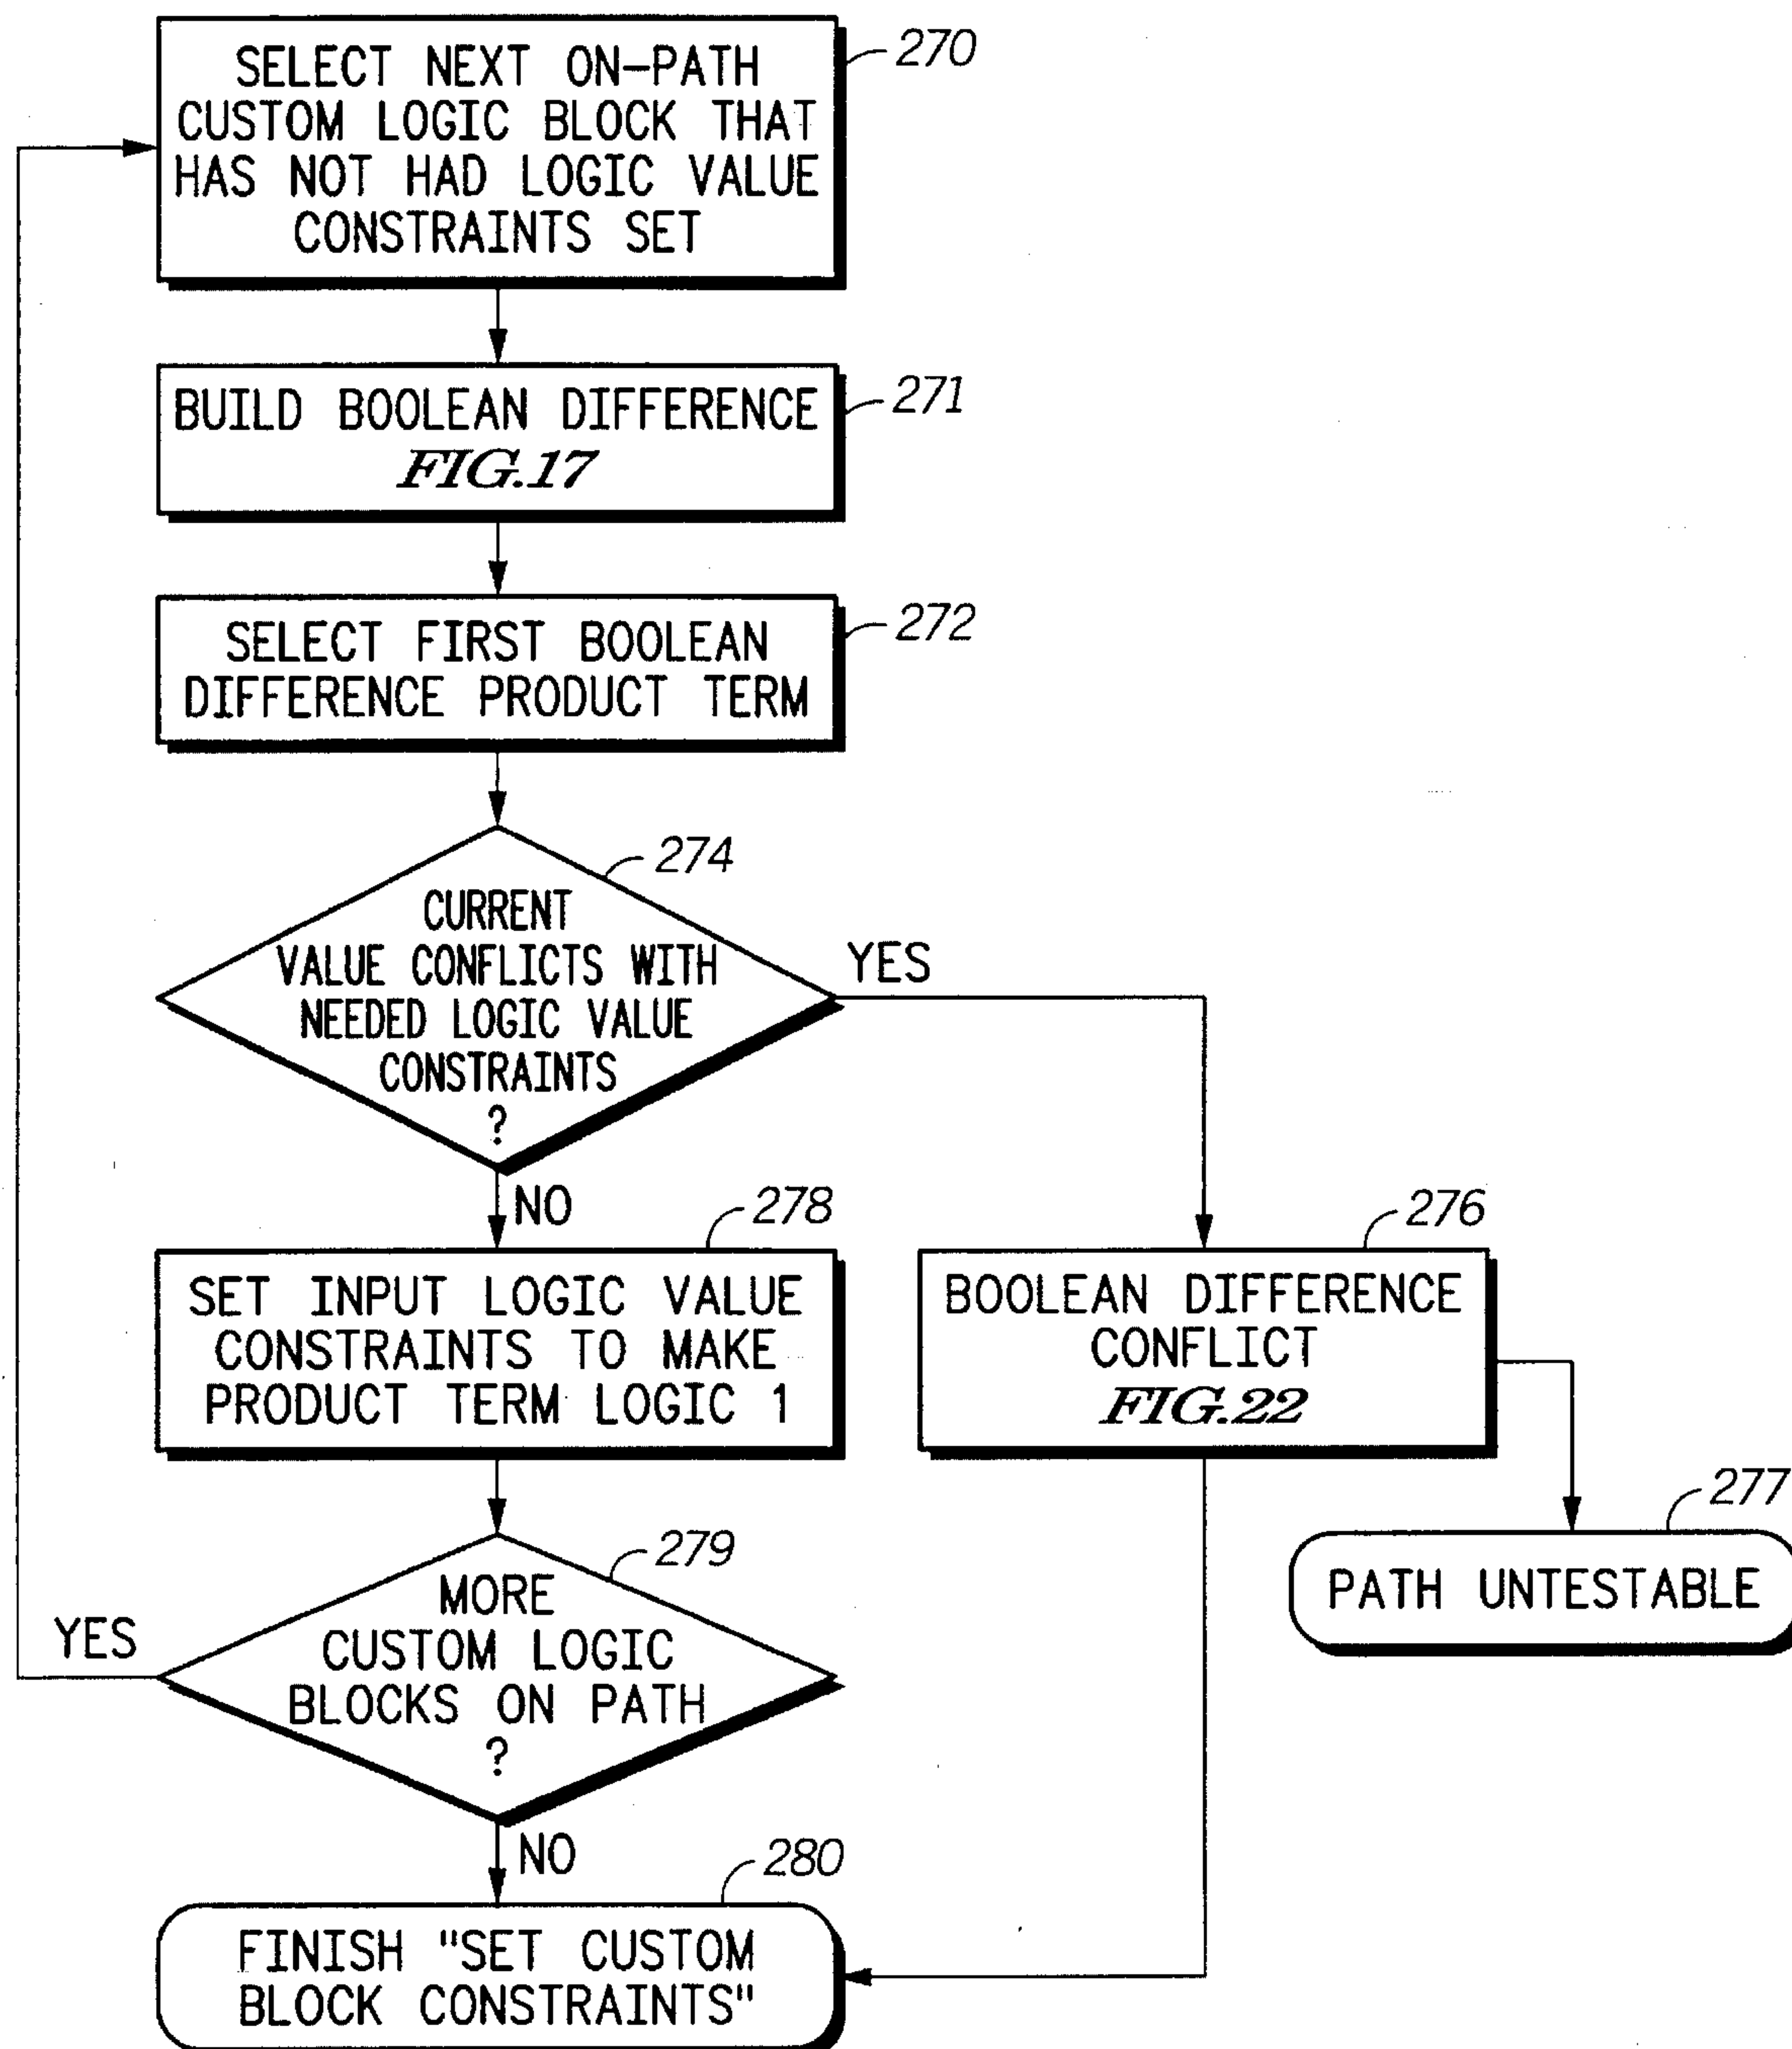 SELECT NEXT ON-PATH
CUSTOM LOGIC BLOCK THAT
HAS NOT HAD LOGIC VALUE
CONSTRAINTS SET
270
BUILD BOOLEAN DIFFERENCE
FIG.17
271
SELECT FIRST BOOLEAN
DIFFERENCE PRODUCT TERM
272
274
CURRENT
VALUE CONFLICTS WITH
NEEDED LOGIC VALUE
CONSTRAINTS
?
YES
NO
278
SET INPUT LOGIC VALUE
CONSTRAINTS TO MAKE
PRODUCT TERM LOGIC 1
276
BOOLEAN DIFFERENCE
CONFLICT
FIG.22
277
PATH UNTESTABLE
279
MORE
CUSTOM LOGIC
BLOCKS ON PATH
?
YES
NO
280
FINISH "SET CUSTOM
BLOCK CONSTRAINTS"